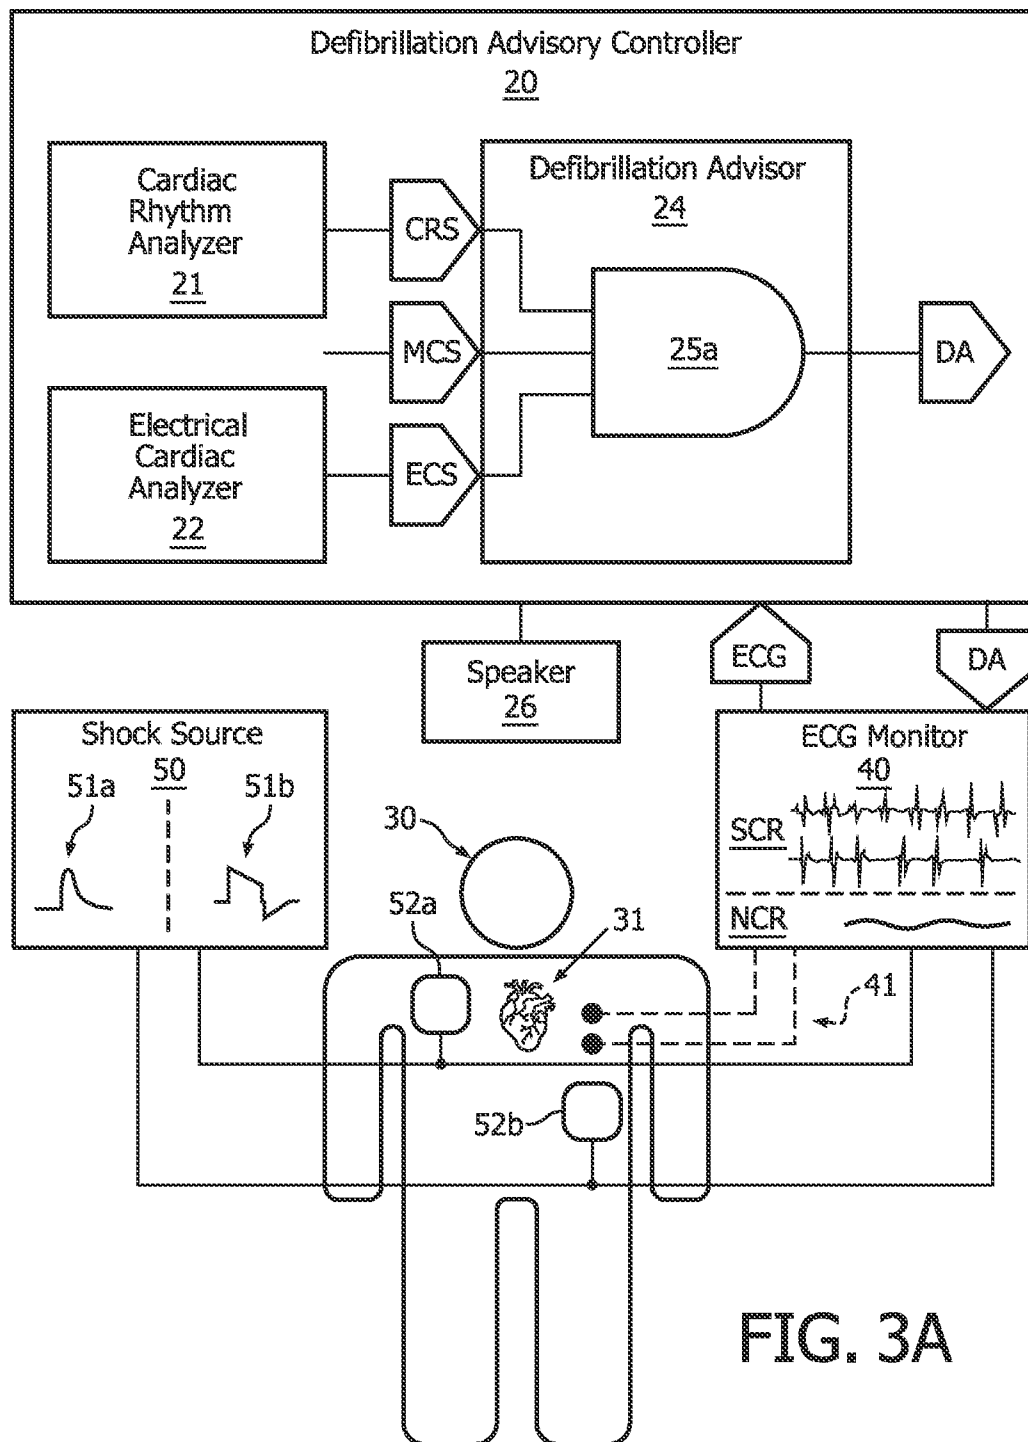 Defibrillation Advisory Controller
20
Cardiac
Rhythm
Analyzer
21
CRS
Defibrillation Advisor
24
MCS
25a
DA
Electrical
Cardiac
Analyzer
22
ECS
Speaker
26
ECG
DA
Shock Source
50
51a
51b
ECG Monitor
40
SCR
NCR
30
52a
31
41
52b
FIG. 3A